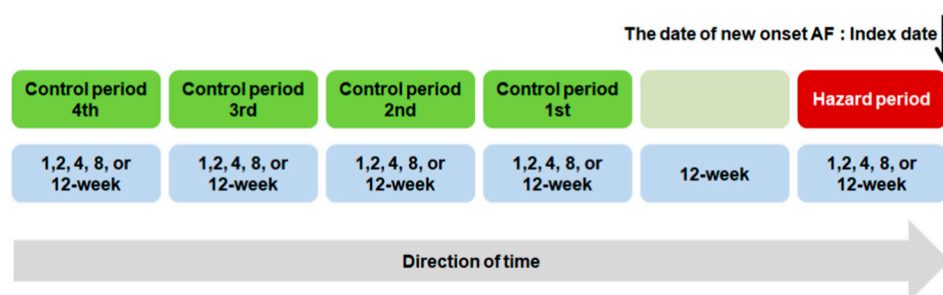 The date of new onset AF : Index date
Control period
4th
Control period
3rd
Control period
2nd
Control period
1st
Hazard period
1,2, 4, 8, or
12-week
1,2, 4, 8, or
12-week
1,2, 4, 8, or
12-week
1,2, 4, 8, or
12-week
12-week
1,2, 4, 8, or
12-week
Direction of time